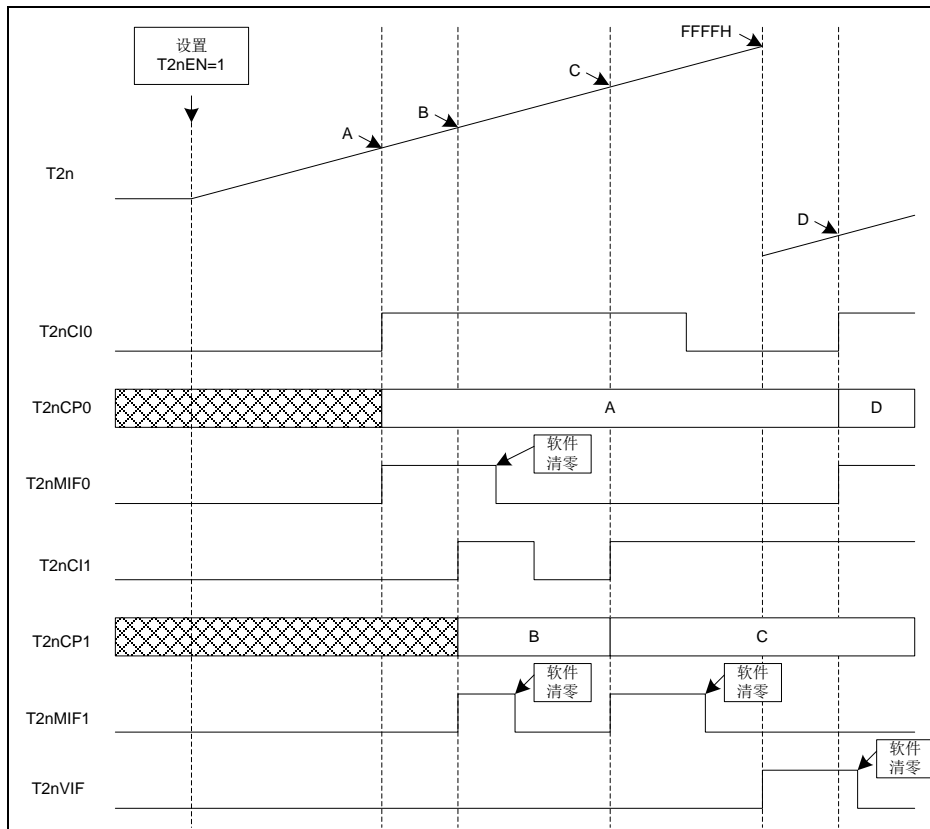 设置
T2nEN=1
FFFFH
C
B
A
T2n
D
T2nCI0
T2nCP0
A
D
软件
清零
T2nMIF0
T2nCI1
T2nCP1
B
C
软件
清零
软件
清零
T2nMIF1
软件
清零
T2nVIF